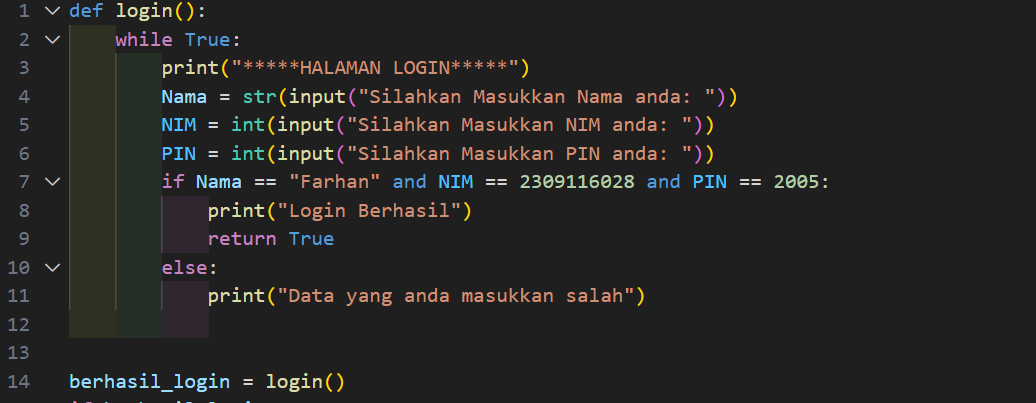 1 def login():
2 while True:
3 print("*****HALAMAN LOGIN*****")
4 Nama = str(input("Silahkan Masukkan Nama anda: "))
5 NIM = int(input("Silahkan Masukkan NIM anda: "))
6 PIN = int(input("Silahkan Masukkan PIN anda: "))
7 if Nama == "Farhan" and NIM == 2309116028 and PIN == 2005:
8 print("Login Berhasil")
9 return True
10 else:
11 print("Data yang anda masukkan salah")
12
13
14 berhasil_login = login()